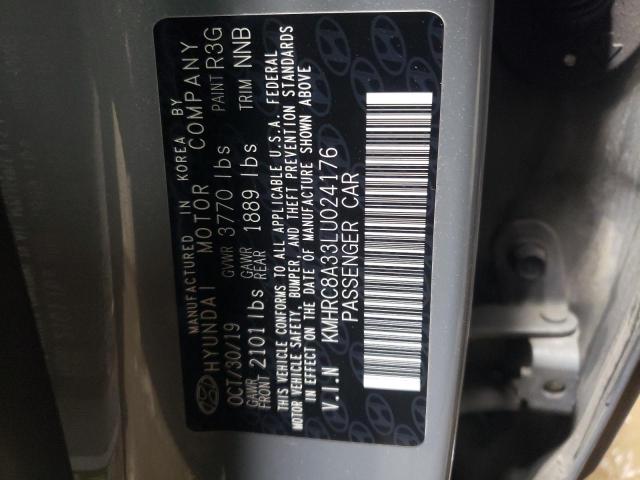 MANUFACTURED IN KOREA BY
HYUNDAI MOTOR COMPANY
OCT/30/19 GVWR 3770 lbs PAINT R3G
GAWR FRONT 2101 lbs GAWR REAR 1889 lbs TRIM NNB
THIS VEHICLE CONFORMS TO ALL APPLICABLE U.S.A. FEDERAL
MOTOR VEHICLE SAFETY, BUMPER, AND THEFT PREVENTION STANDARDS
IN EFFECT ON THE DATE OF MANUFACTURE SHOWN ABOVE
V.I.N KMHRC8A33LU024176
PASSENGER CAR